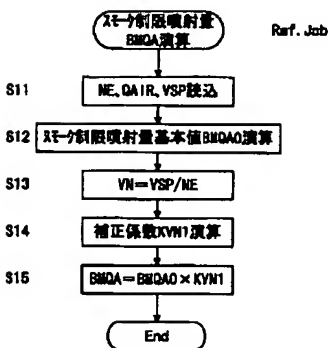 スモーク制限噴射量
BMQA演算
Ref.Job
S11
NE、QAIR、VSP読込
S12
スモーク制限噴射量基本値BMQA0演算
S13
VN=VSP/NE
S14
補正係数KVN1演算
S15
BMQA=BMQA0×KVN1
End